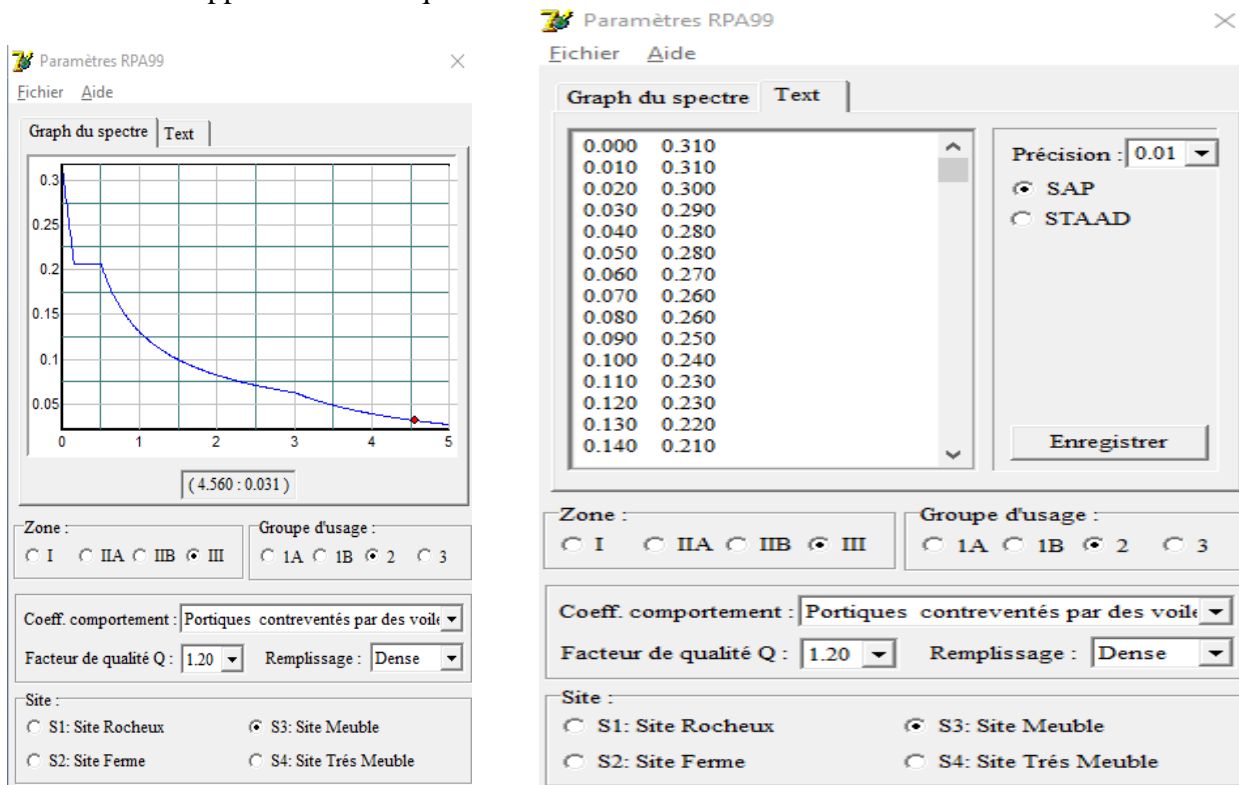 Paramètres RPA99
Fichier Aide
Graph du spectre Text
0.3
0.25
0.2
0.15
0.1
0.05
0 1 2 3 4 5
( 4.560 : 0.031 )
Zone :
I IIA IIB III
Groupe d'usage :
1A 1B 2 3
Coeff. comportement : Portiques contreventés par des voile
Facteur de qualité Q : 1.20 Remplissage : Dense
Site :
S1: Site Rocheux S3: Site Meuble
S2: Site Ferme S4: Site Trés Meuble
Paramètres RPA99
Fichier Aide
Graph du spectre Text
0.000 0.310
0.010 0.310
0.020 0.300
0.030 0.290
0.040 0.280
0.050 0.280
0.060 0.270
0.070 0.260
0.080 0.260
0.090 0.250
0.100 0.240
0.110 0.230
0.120 0.230
0.130 0.220
0.140 0.210
Précision : 0.01
SAP
STAAD
Enregistrer
Zone :
I IIA IIB III
Groupe d'usage :
1A 1B 2 3
Coeff. comportement : Portiques contreventés par des voile
Facteur de qualité Q : 1.20 Remplissage : Dense
Site :
S1: Site Rocheux S3: Site Meuble
S2: Site Ferme S4: Site Trés Meuble